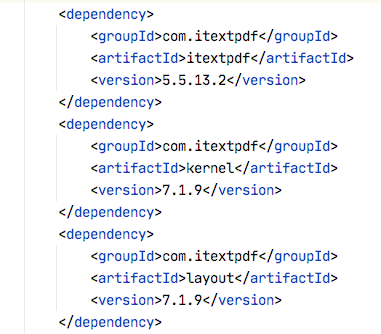 <dependency>
<groupId>com.itextpdf</groupId>
<artifactId>itextpdf</artifactId>
<version>5.5.13.2</version>
</dependency>
<dependency>
<groupId>com.itextpdf</groupId>
<artifactId>kernel</artifactId>
<version>7.1.9</version>
</dependency>
<dependency>
<groupId>com.itextpdf</groupId>
<artifactId>layout</artifactId>
<version>7.1.9</version>
</dependency>